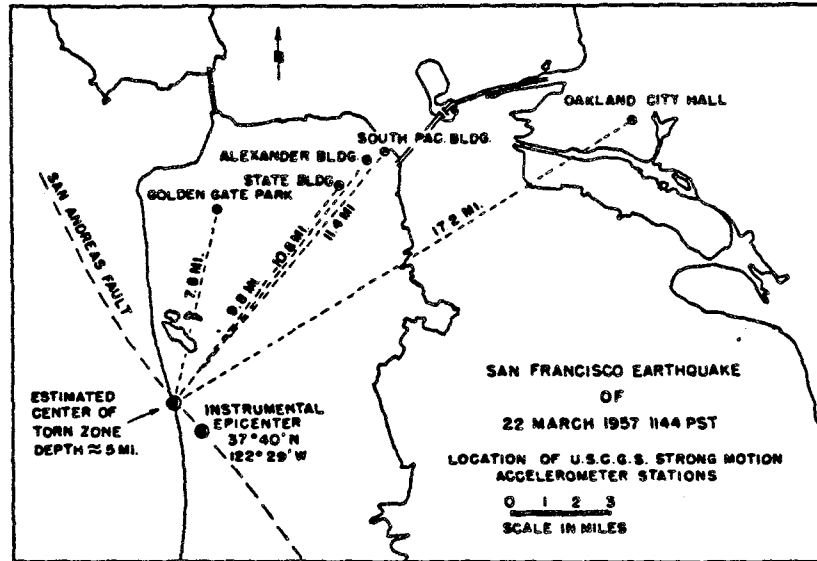 N
OAKLAND CITY HALL
SOUTH PAC. BLDG.
ALEXANDER BLDG.
STATE BLDG.
GOLDEN GATE PARK
SAN ANDREAS FAULT
7.8 MI.
9.8 MI.
10.8 MI.
11.4 MI
17.2 MI.
ESTIMATED
CENTER OF
TORN ZONE
DEPTH ≈ 5 MI.
INSTRUMENTAL
EPICENTER
37°40'N
122°29'W
SAN FRANCISCO EARTHQUAKE
OF
22 MARCH 1957 1144 PST
LOCATION OF U.S.C.G.S. STRONG MOTION
ACCELEROMETER STATIONS
0 1 2 3
SCALE IN MILES